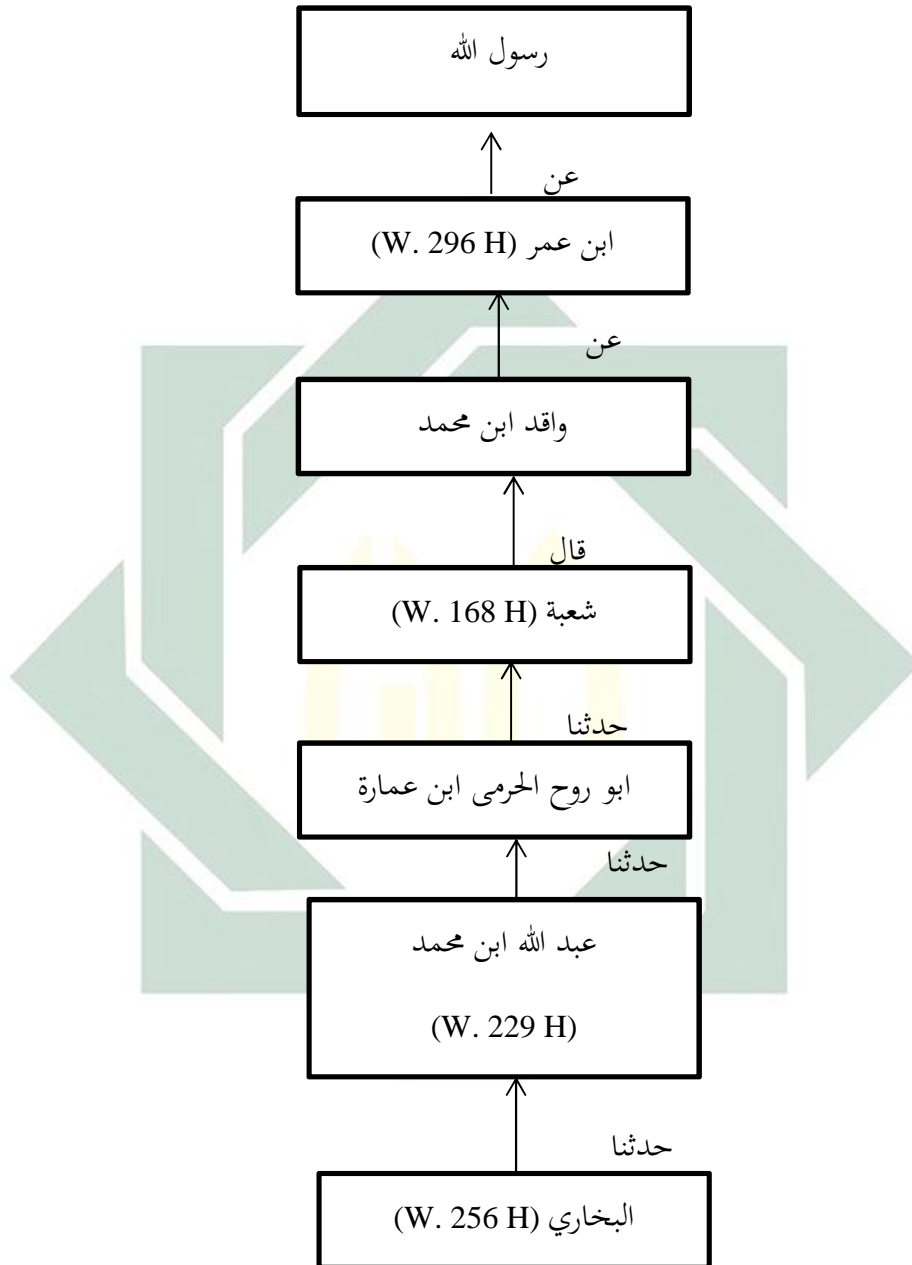 رسول الله
عن
ابن عمر (W. 296 H)
عن
واقد ابن محمد
قال
شعبة (W. 168 H)
حدثنا
ابو روح الحرمى ابن عمارة
حدثنا
عبد الله ابن محمد
(W. 229 H)
حدثنا
البخاري (W. 256 H)